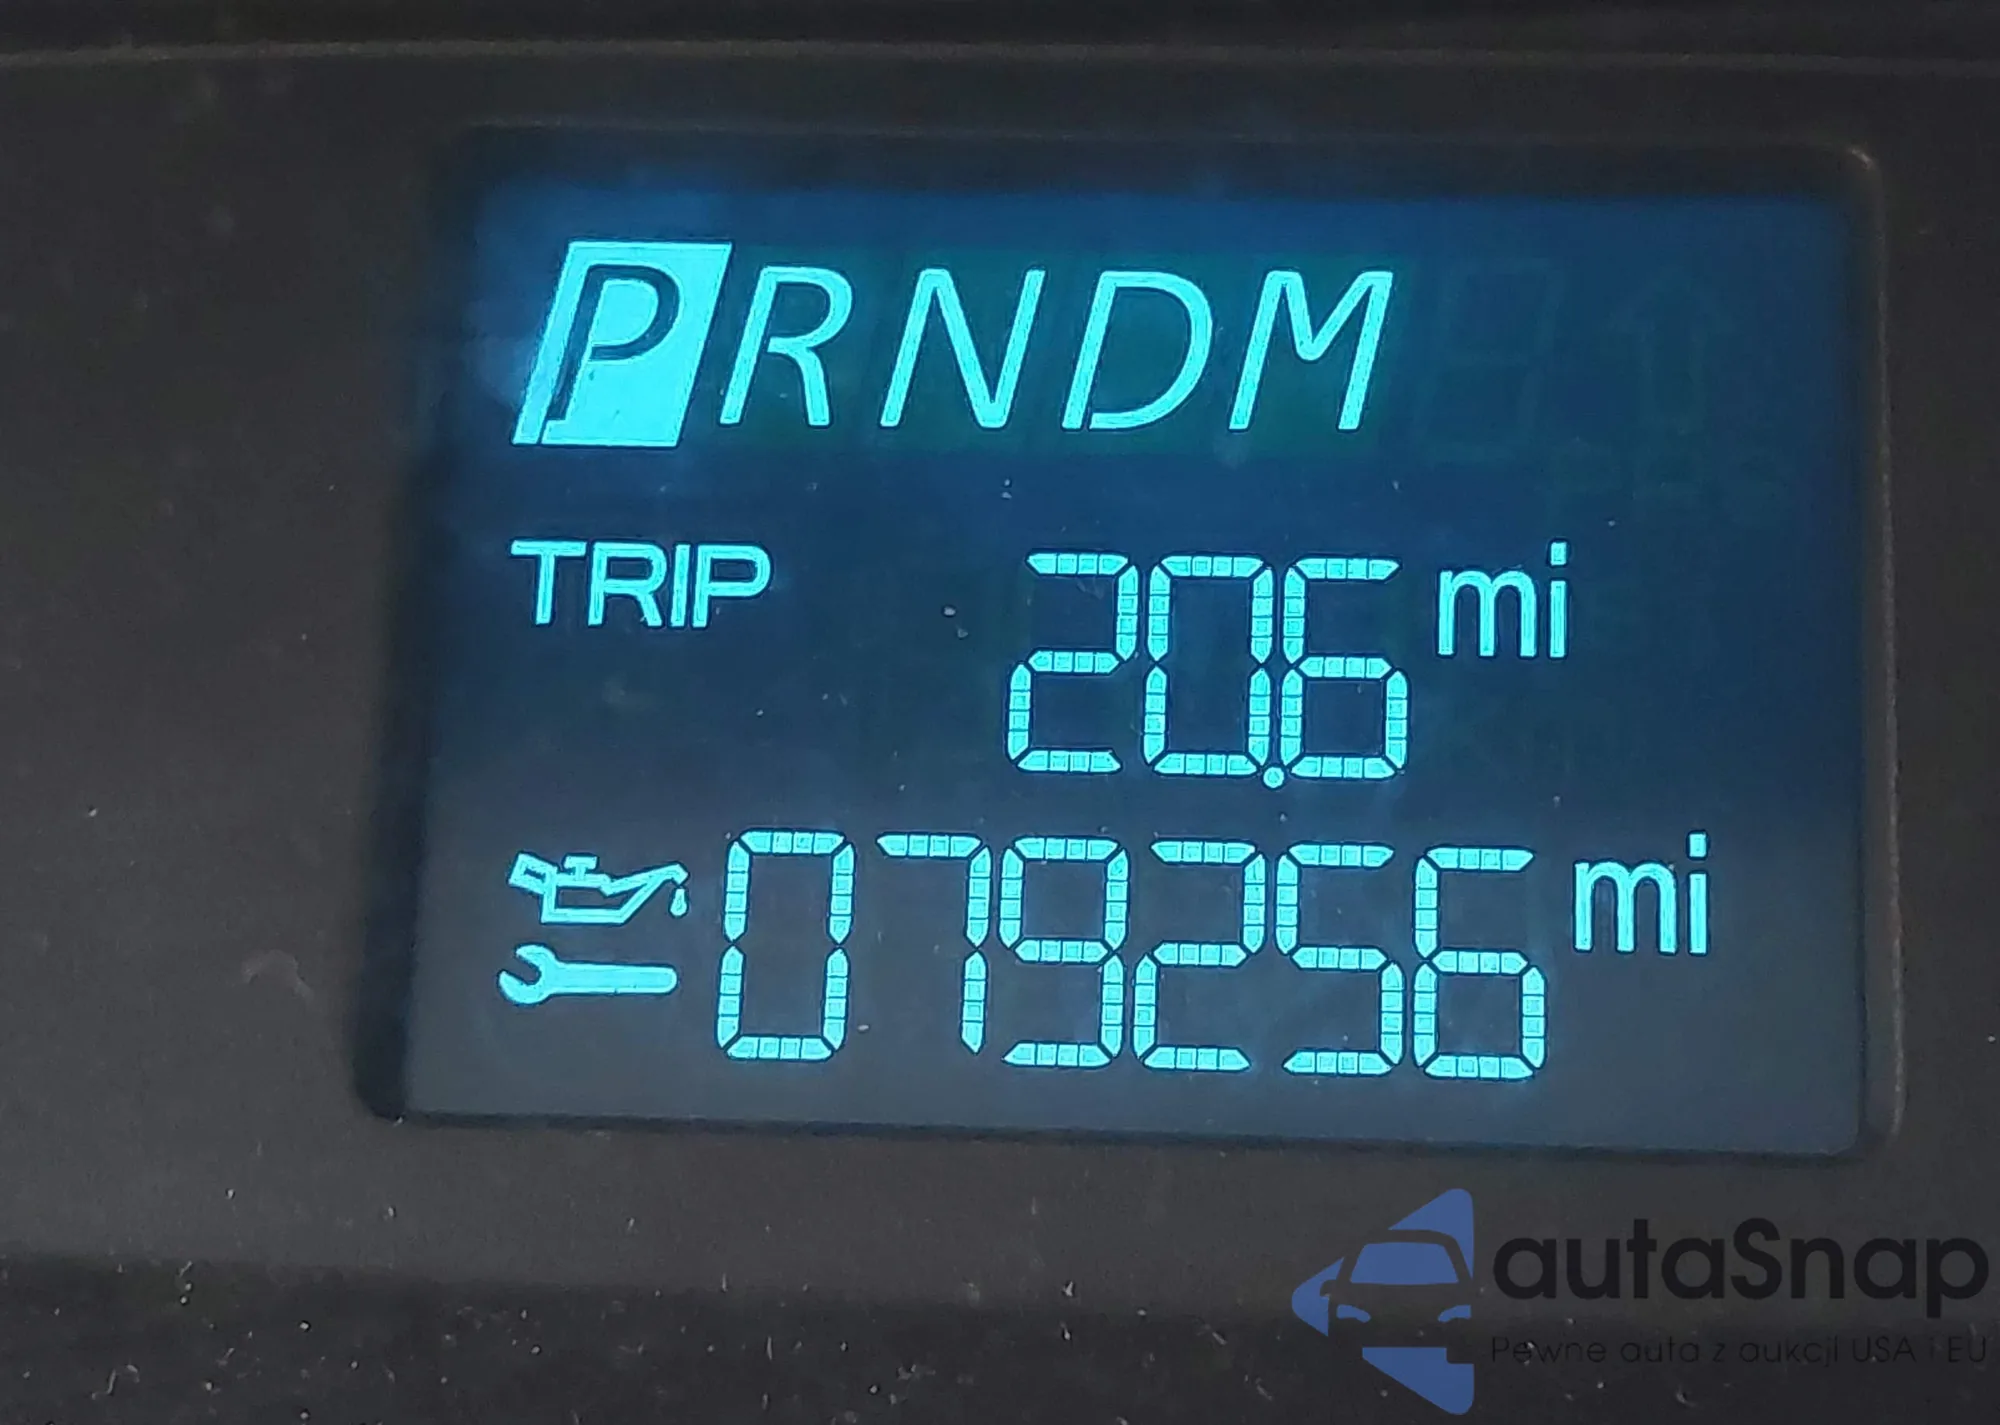 PRNDM
TRIP 20.6 mi
079256 mi
autaSnap
Pewne auta z aukcji USA i EU